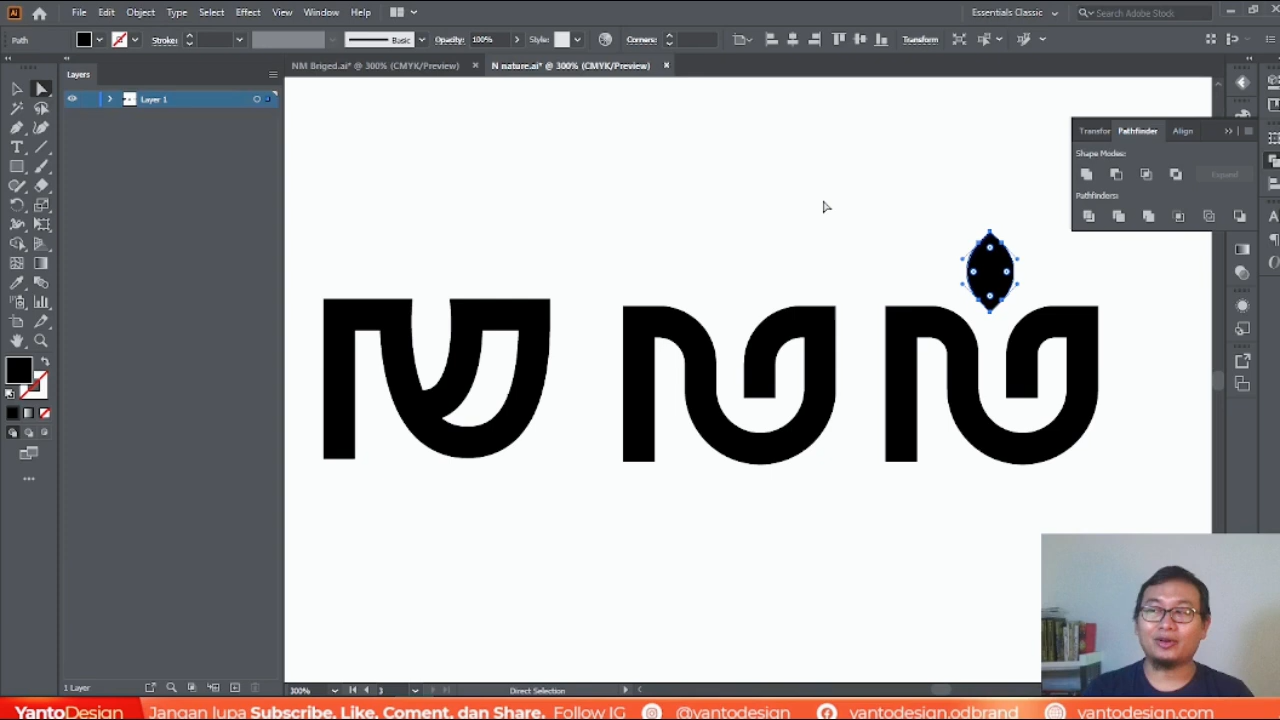 Ai File Edit Object Type Select Effect View Window Help Essentials Classic Search Adobe Stock
Path Stroke: Basic Opacity: 100% Style: Corners: Transform
Layers
NM Briged.ai* @ 300% (CMYK/Preview) × N nature.ai* @ 300% (CMYK/Preview) ×
Layer 1
Transfor Pathfinder Align
Shape Modes:
Expand
Pathfinders:
1 Layer
300% 3 Direct Selection
YantoDesign Jangan lupa Subscribe, Like, Coment, dan Share. Follow IG @yantodesign yantodesign.odbrand yantodesign.com